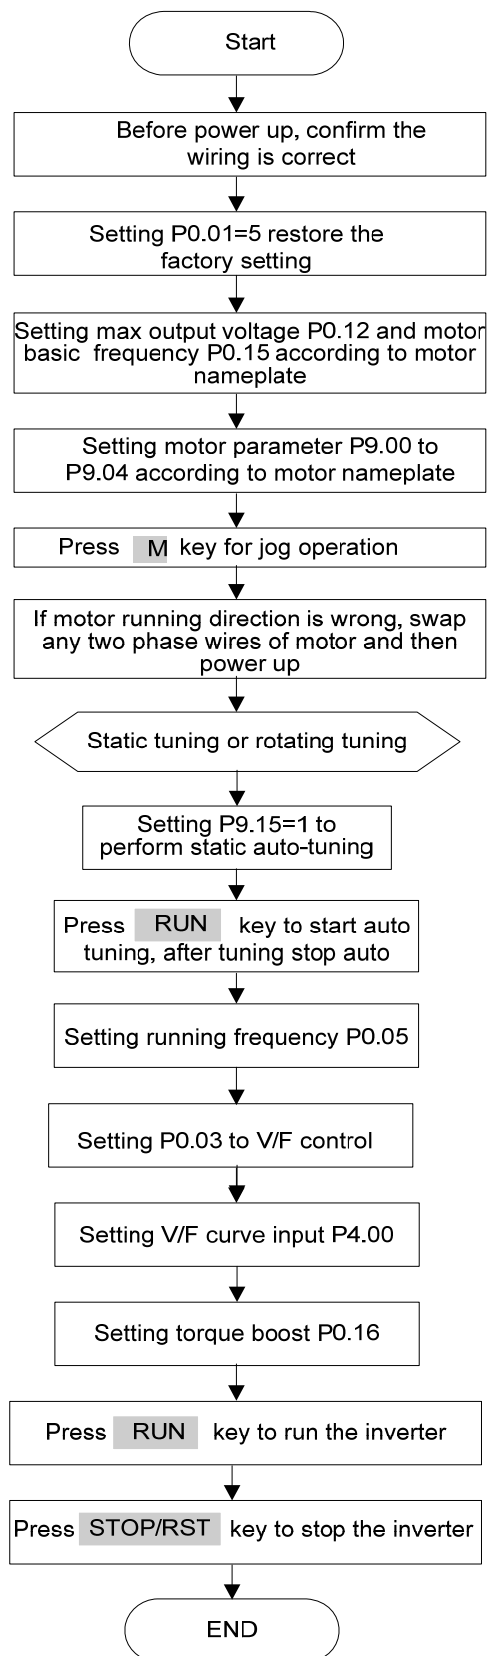 Start
Before power up, confirm the
wiring is correct
Setting P0.01=5 restore the
factory setting
Setting max output voltage P0.12 and motor
basic frequency P0.15 according to motor
nameplate
Setting motor parameter P9.00 to
P9.04 according to motor nameplate
Press M key for jog operation
If motor running direction is wrong, swap
any two phase wires of motor and then
power up
Static tuning or rotating tuning
Setting P9.15=1 to
perform static auto-tuning
Press RUN key to start auto
tuning, after tuning stop auto
Setting running frequency P0.05
Setting P0.03 to V/F control
Setting V/F curve input P4.00
Setting torque boost P0.16
Press RUN key to run the inverter
Press STOP/RST key to stop the inverter
END